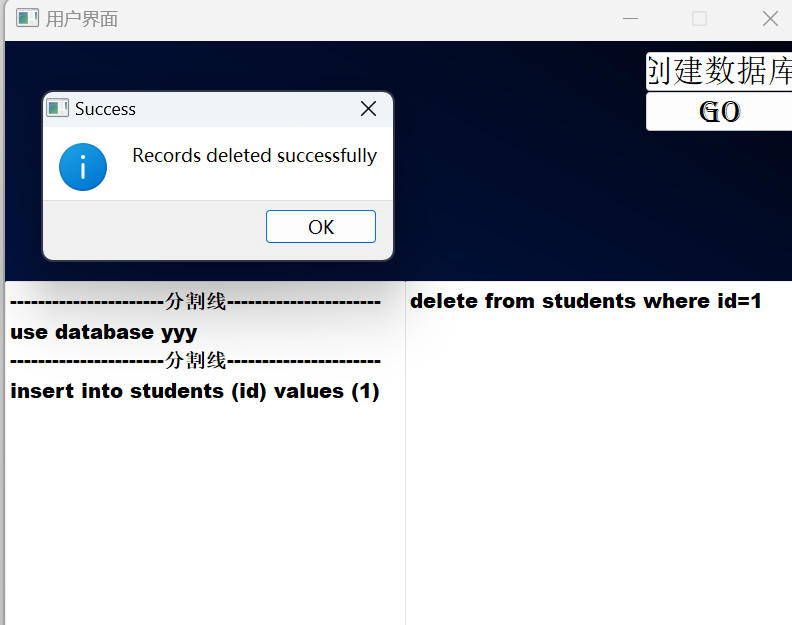 用户界面
创建数据库
GO
Success
Records deleted successfully
OK
----------------------分割线----------------------
use database yyy
----------------------分割线----------------------
insert into students (id) values (1)
delete from students where id=1